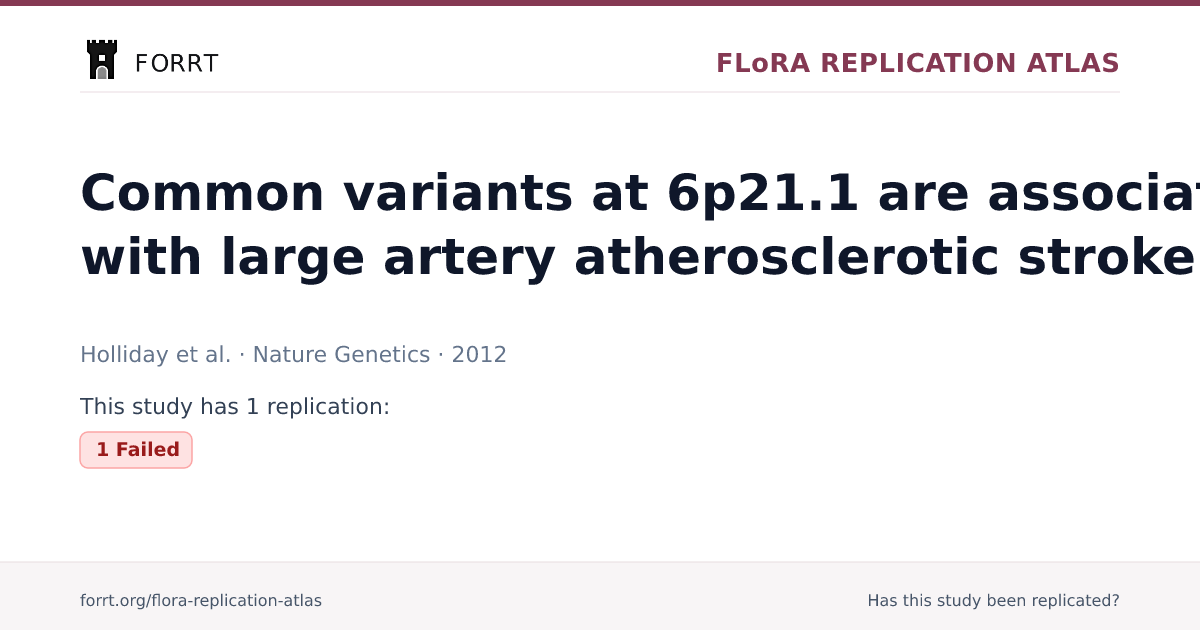 FORRT
FLoRA REPLICATION ATLAS
Common variants at 6p21.1 are associat
with large artery atherosclerotic stroke
Holliday et al. · Nature Genetics · 2012
This study has 1 replication:
1 Failed
forrt.org/flora-replication-atlas
Has this study been replicated?